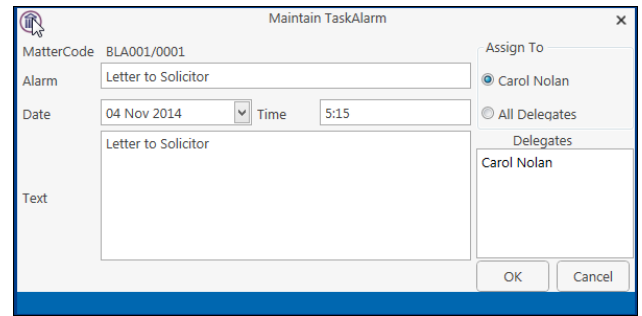 Maintain TaskAlarm
MatterCode BLA001/0001
Alarm Letter to Solicitor
Date 04 Nov 2014 Time 5:15
Text Letter to Solicitor
Assign To
Carol Nolan
All Delegates
Delegates
Carol Nolan
OK Cancel